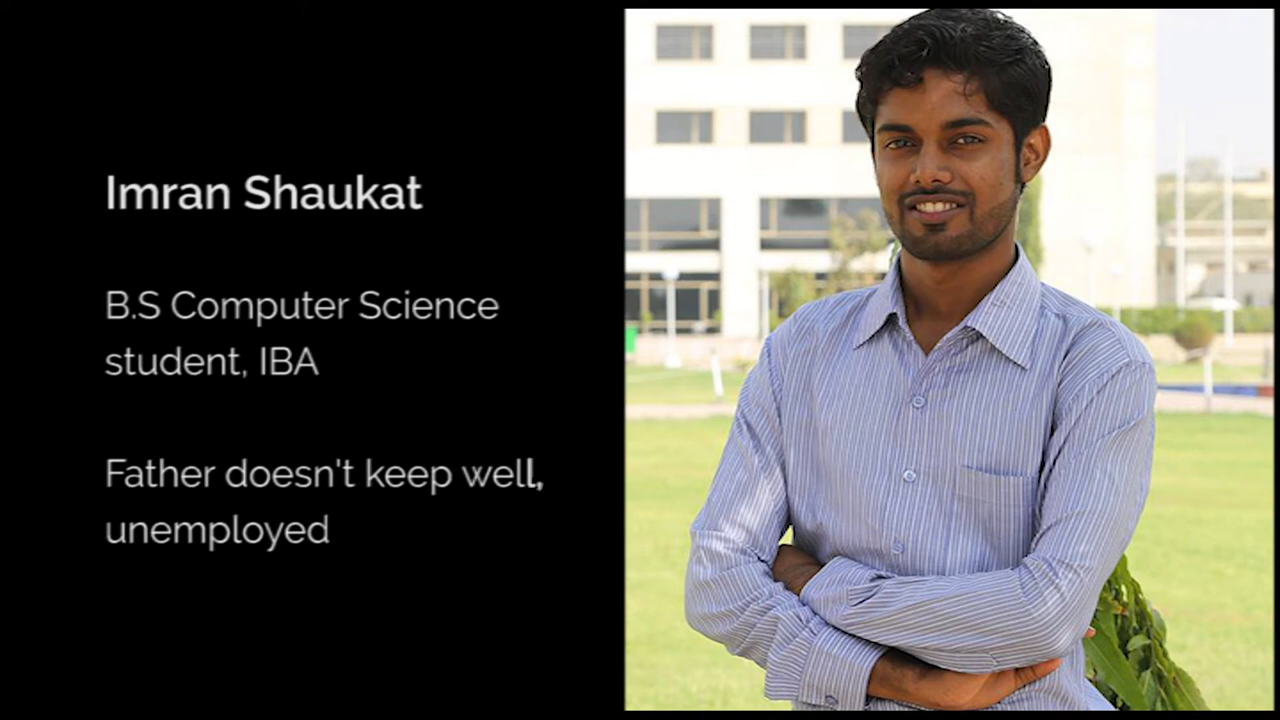 Imran Shaukat
B.S Computer Science
student, IBA
Father doesn't keep well,
unemployed